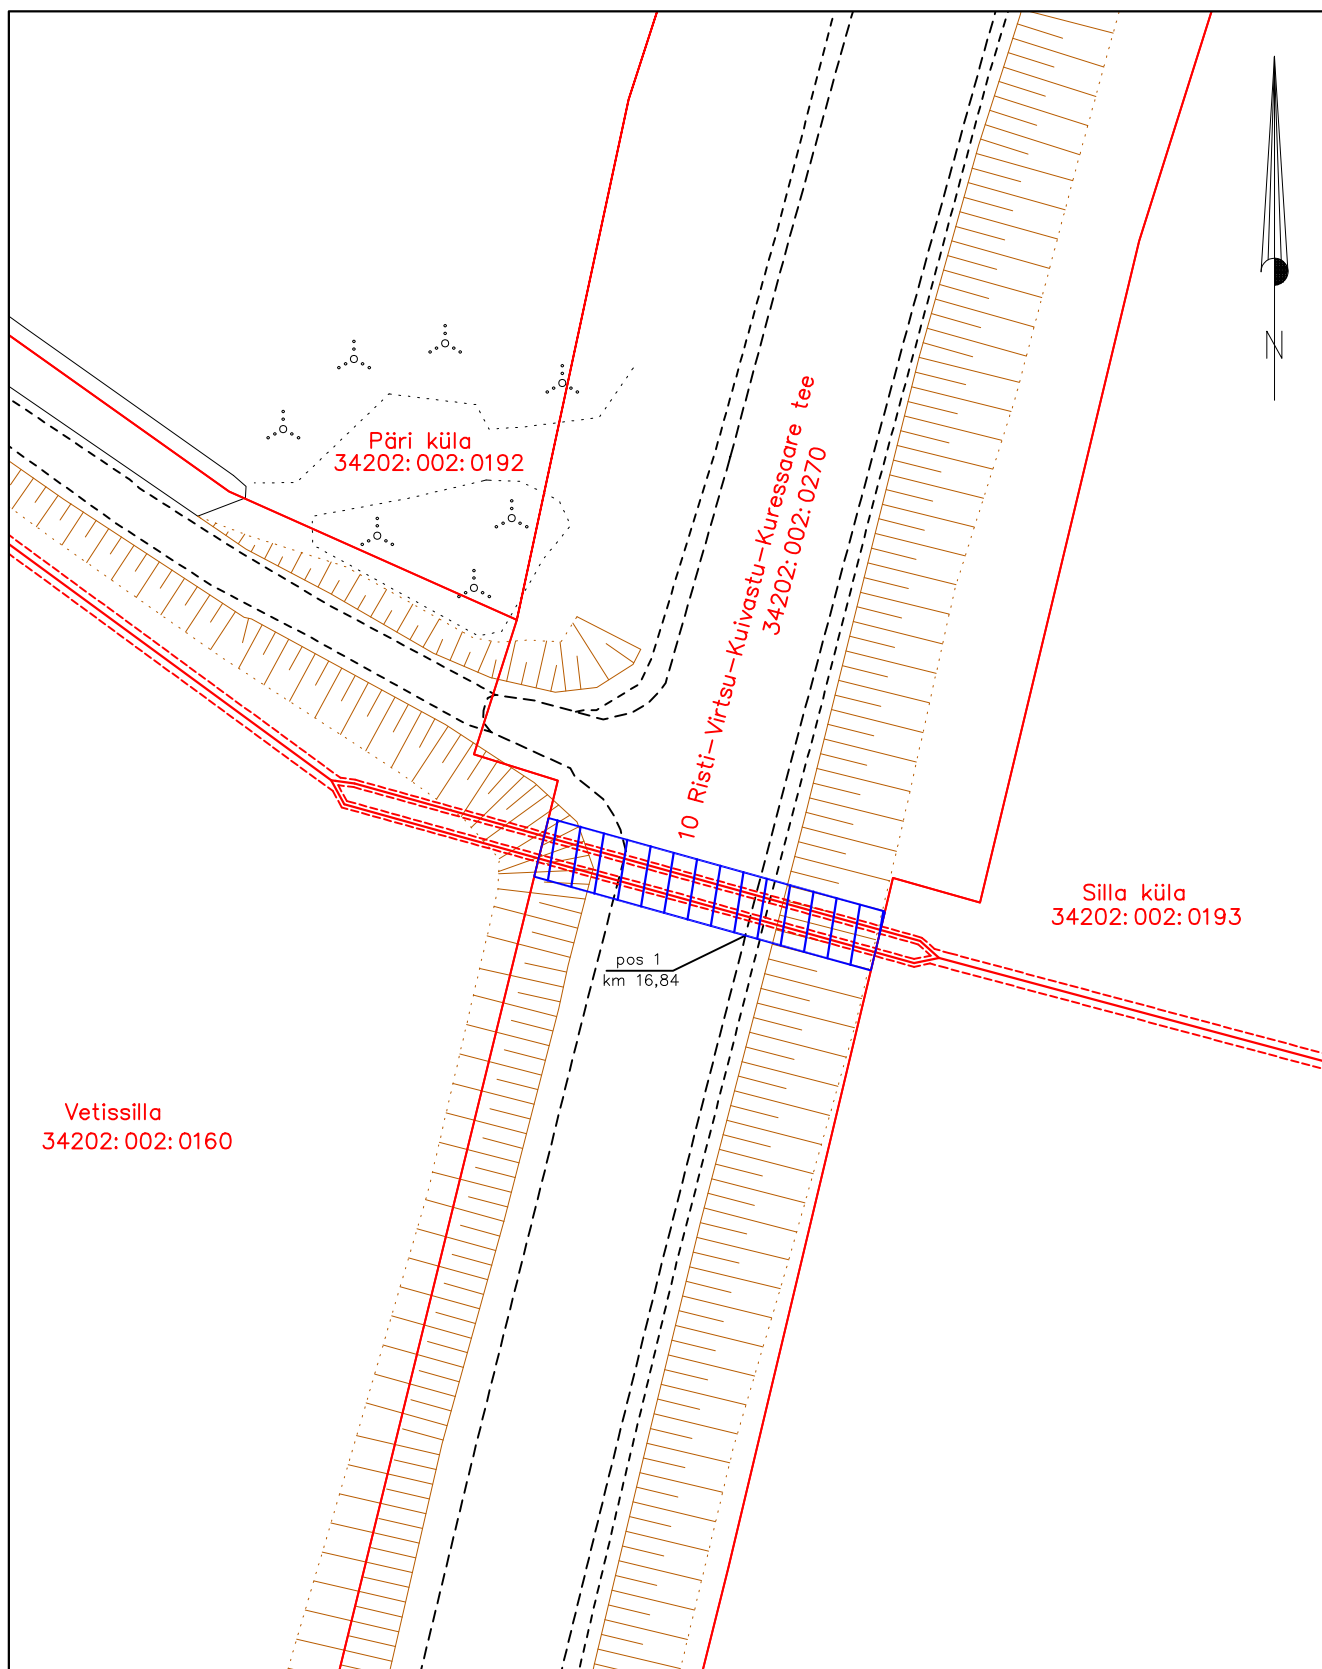 N
Päri küla
34202:002:0192
10 Risti-Virtsu-Kuivastu-Kuressaare tee
34202:002:0270
Silla küla
34202:002:0193
pos 1
km 16,84
Vetissilla
34202:002:0160